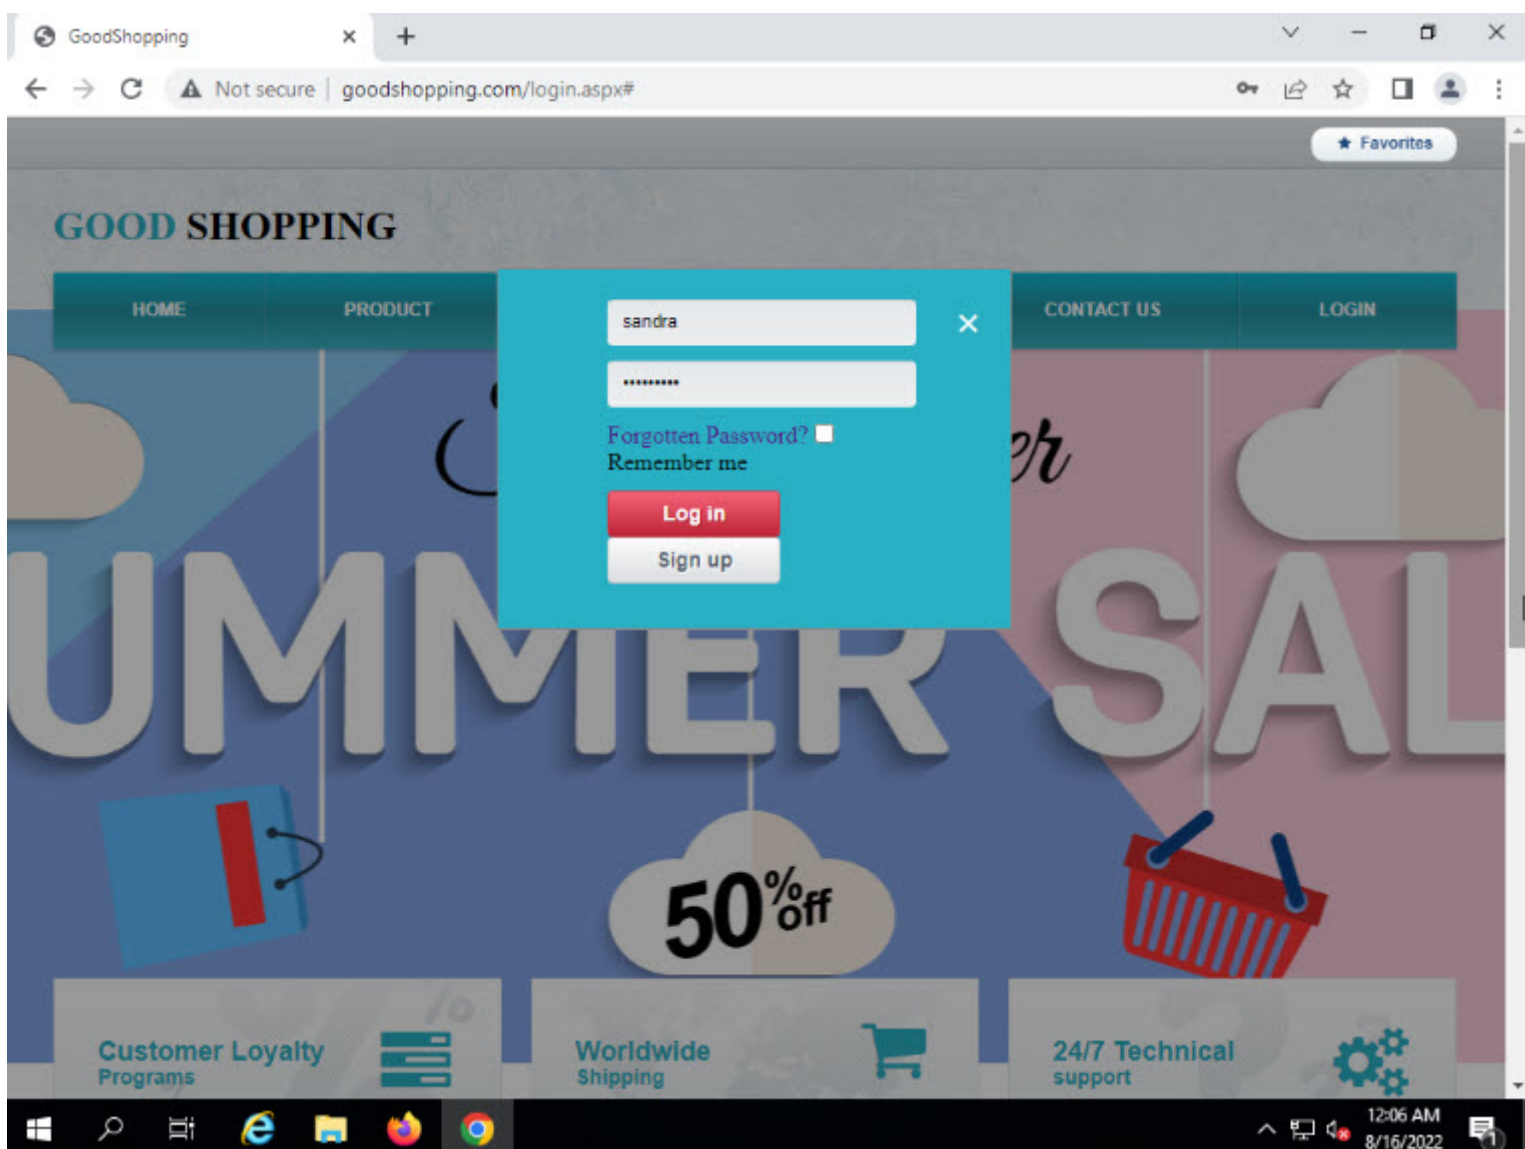 GoodShopping
Not secure | goodshopping.com/login.aspx#
Favorites
GOOD SHOPPING
HOME PRODUCT CONTACT US LOGIN
sandra
•••••••••
Forgotten Password?
Remember me
Log in
Sign up
UMMER SAL
50% off
Customer Loyalty
Programs
Worldwide
Shipping
24/7 Technical
support
12:06 AM
8/16/2022
1